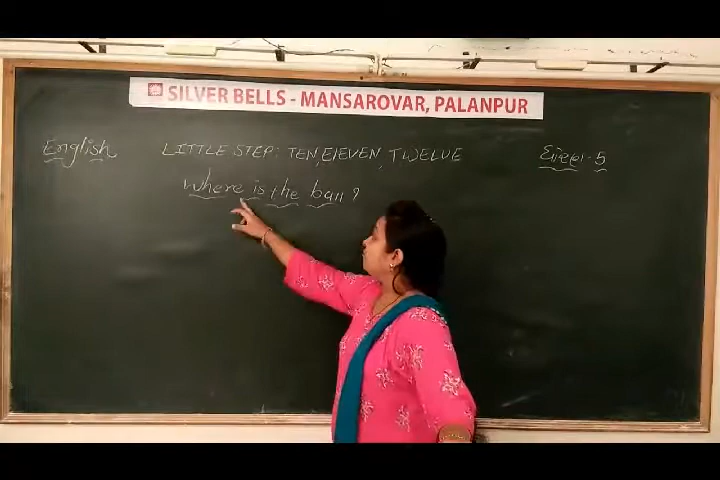 SILVER BELLS - MANSAROVAR, PALANPUR
English LITTLE STEP: TEN, ELEVEN, TWELVE ધોરણ-5
Where is the ball?